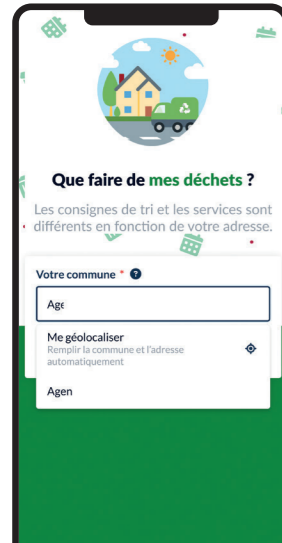 Que faire de mes déchets ?
Les consignes de tri et les services sont
différents en fonction de votre adresse.
Votre commune * ?
Age
Me géolocaliser
Remplir la commune et l'adresse
automatiquement
Agen